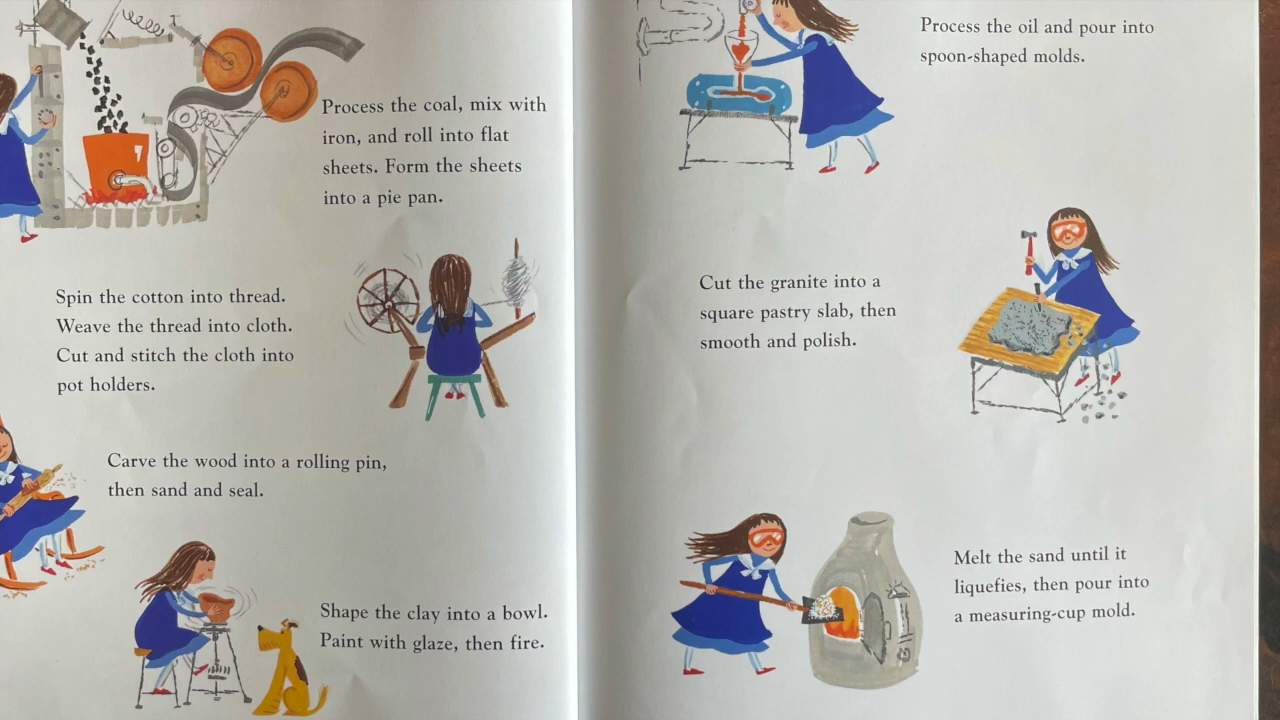 Process the coal, mix with
iron, and roll into flat
sheets. Form the sheets
into a pie pan.
Spin the cotton into thread.
Weave the thread into cloth.
Cut and stitch the cloth into
pot holders.
Carve the wood into a rolling pin,
then sand and seal.
Shape the clay into a bowl.
Paint with glaze, then fire.
Process the oil and pour into
spoon-shaped molds.
Cut the granite into a
square pastry slab, then
smooth and polish.
Melt the sand until it
liquefies, then pour into
a measuring-cup mold.